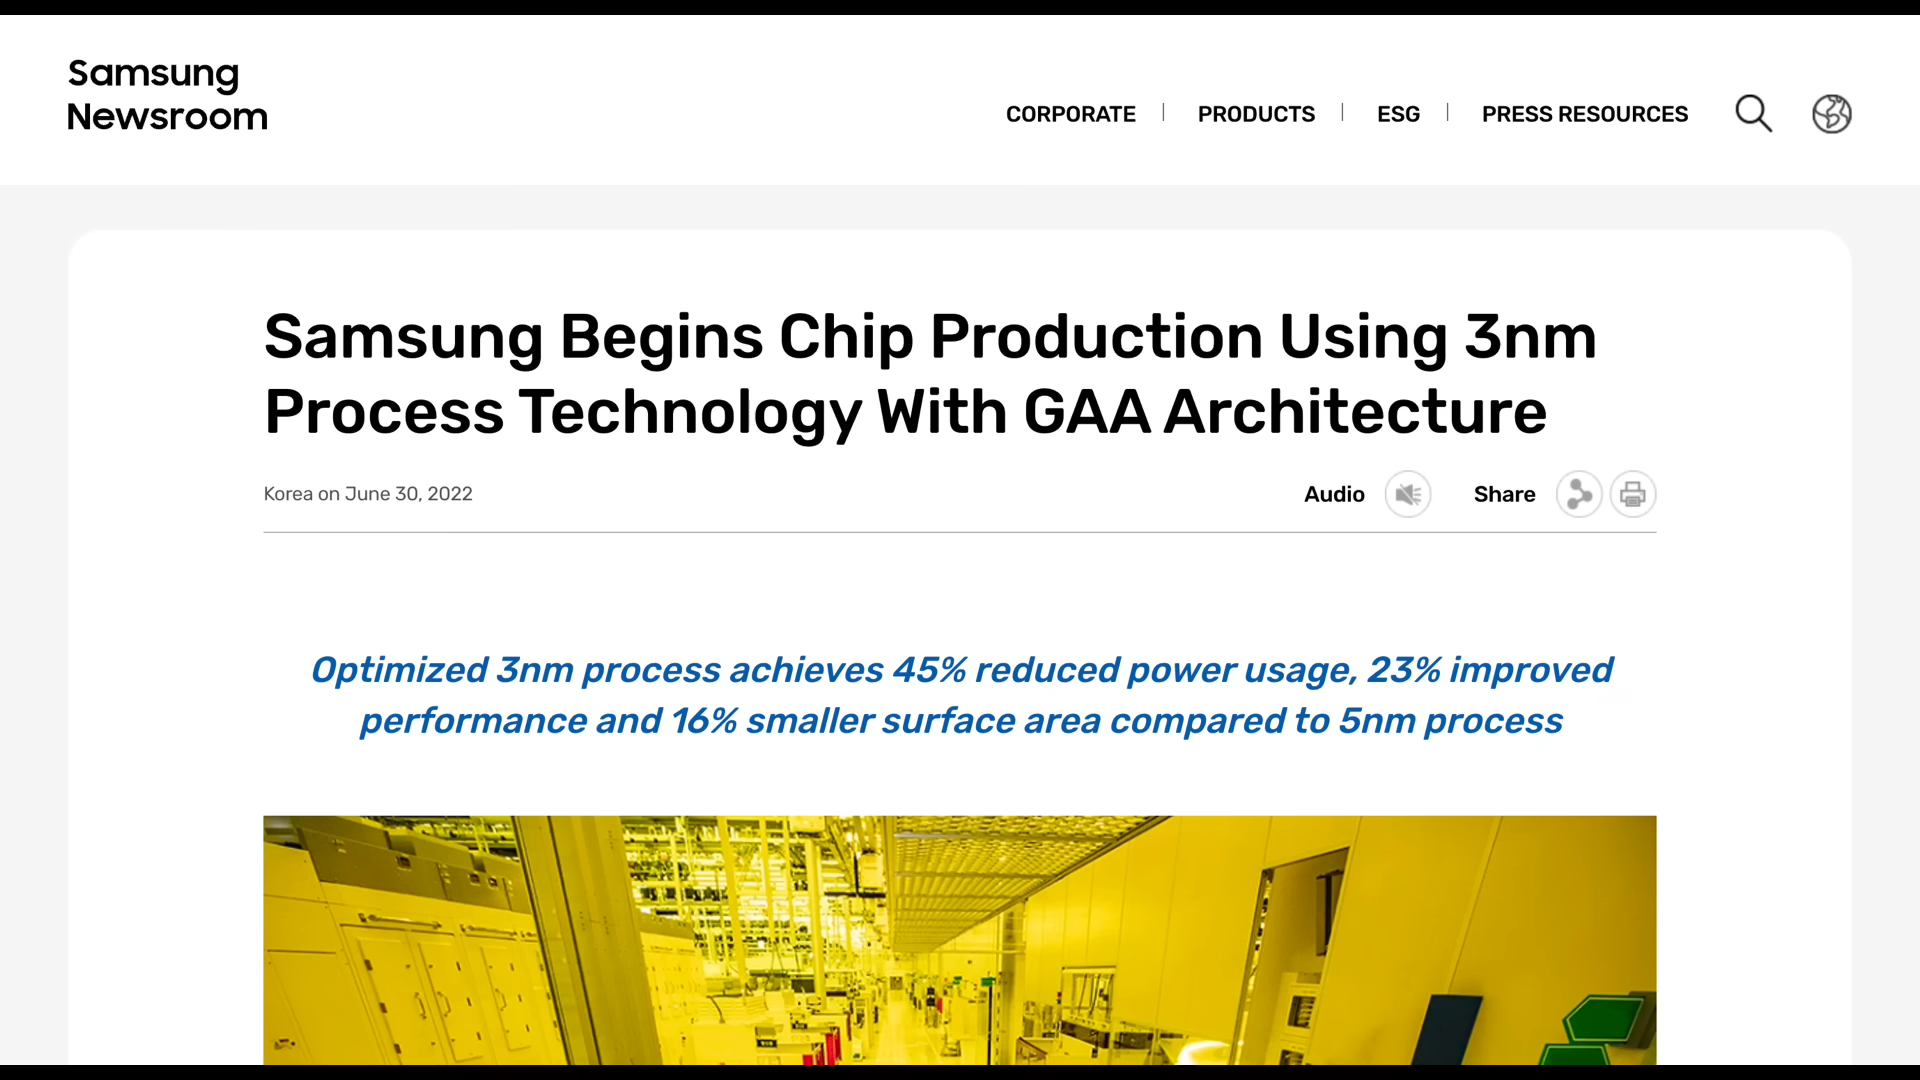 Samsung
Newsroom
CORPORATE
PRODUCTS
ESG
PRESS RESOURCES
Samsung Begins Chip Production Using 3nm
Process Technology With GAA Architecture
Korea on June 30, 2022
Audio
Share
Optimized 3nm process achieves 45% reduced power usage, 23% improved
performance and 16% smaller surface area compared to 5nm process